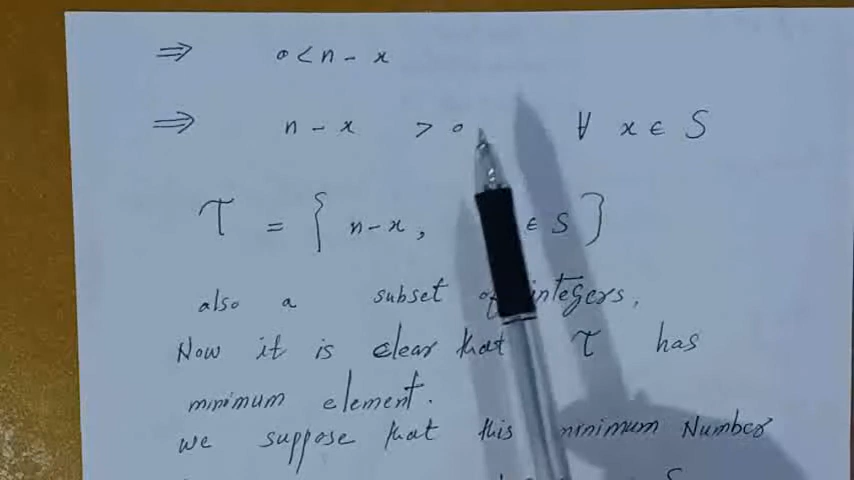 ⇒ 0 < n - x
⇒ n - x > 0 ∀ x ∈ S
T = { n-x, ∈ S }
also a subset of integers,
Now it is clear that T has
minimum element.
we suppose that this minimum Number
S